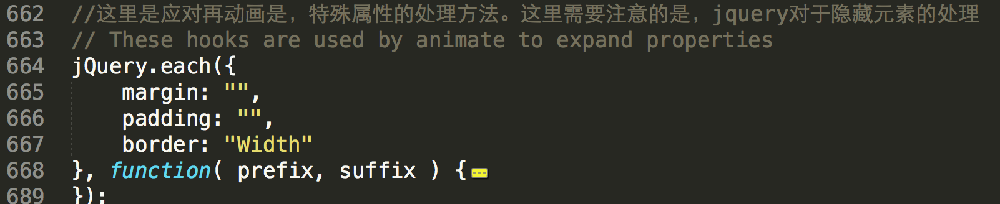 662 //这里是应对再动画是，特殊属性的处理方法。这里需要注意的是，jquery对于隐藏元素的处理
663 // These hooks are used by animate to expand properties
664 jQuery.each({
665 margin: "",
666 padding: "",
667 border: "Width"
668 }, function( prefix, suffix ) {
689 });